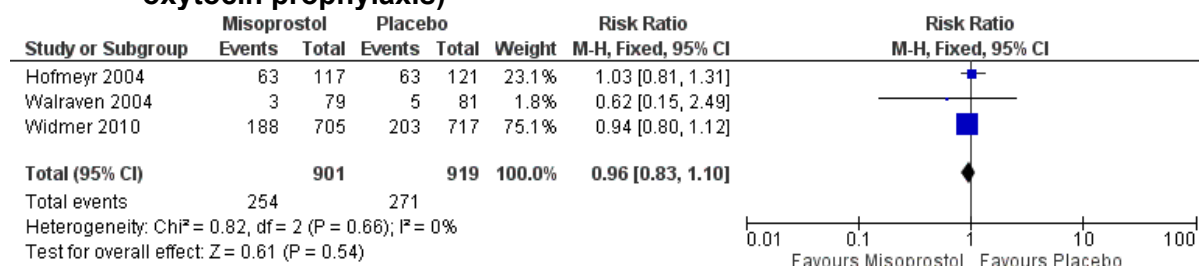 oxytocin prophylaxis)
Misoprostol Placebo Risk Ratio Risk Ratio
Study or Subgroup Events Total Events Total Weight M-H, Fixed, 95% CI M-H, Fixed, 95% CI
Hofmeyr 2004 63 117 63 121 23.1% 1.03 [0.81, 1.31]
Walraven 2004 3 79 5 81 1.8% 0.62 [0.15, 2.49]
Widmer 2010 188 705 203 717 75.1% 0.94 [0.80, 1.12]
Total (95% CI) 901 919 100.0% 0.96 [0.83, 1.10]
Total events 254 271
Heterogeneity: Chi² = 0.82, df = 2 (P = 0.66); I² = 0%
Test for overall effect: Z = 0.61 (P = 0.54)
0.01 0.1 1 10 100
Favours Misoprostol Favours Placebo